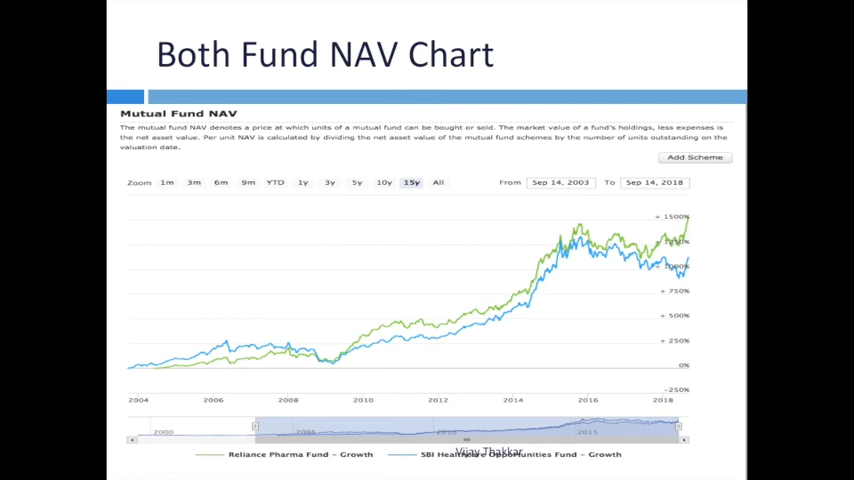 Both Fund NAV Chart
Mutual Fund NAV
The mutual fund NAV denotes a price at which units of a mutual fund can be bought or sold. The market value of a fund's holdings, less expenses is
the net asset value. Per unit NAV is calculated by dividing the net asset value of the mutual fund schemes by the number of units outstanding on the
valuation date.
Add Scheme
Zoom 1m 3m 6m 9m YTD 1y 3y 5y 10y 15y All From Sep 14, 2003 To Sep 14, 2018
+ 1500%
+ 1250%
+ 1000%
+ 750%
+ 500%
+ 250%
0%
-250%
2004 2006 2008 2010 2012 2014 2016 2018
2000 2005 2010 2015
Vijay Thakkar
Reliance Pharma Fund - Growth SBI Healthcare Opportunities Fund - Growth